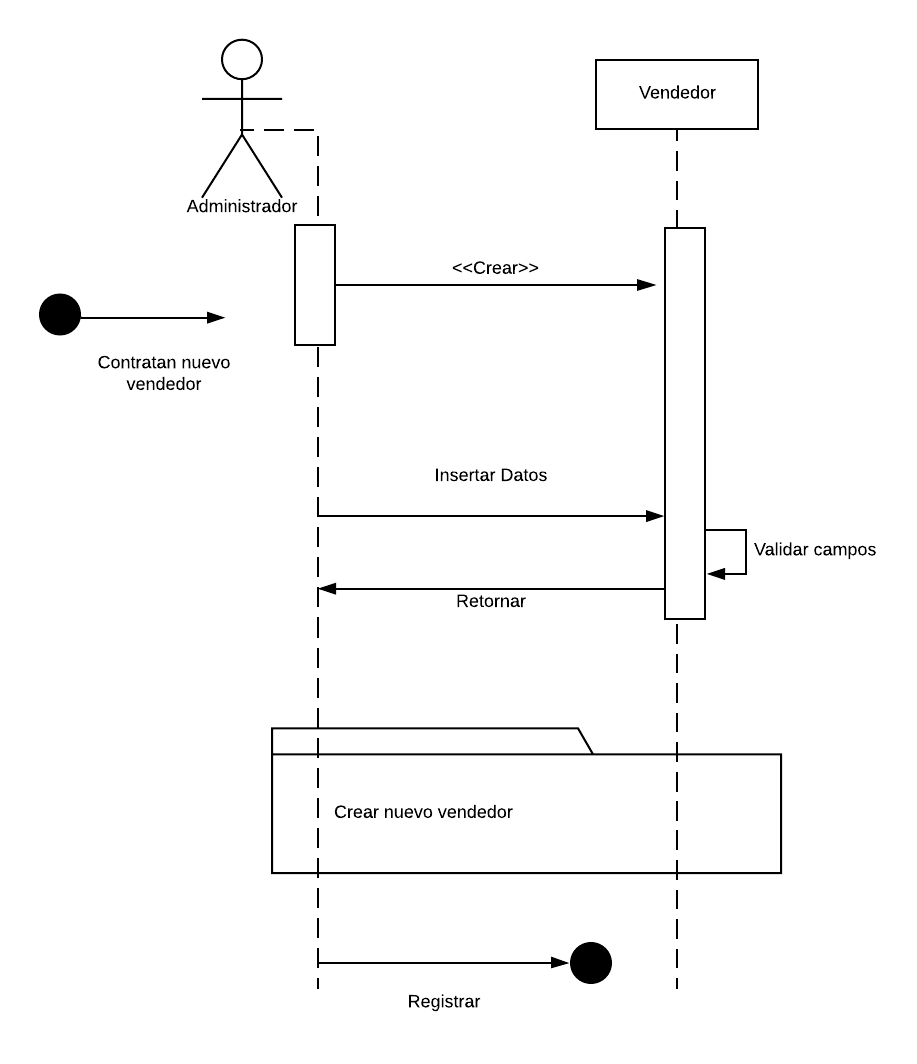 Vendedor
Administrador
<<Crear>>
Contratan nuevo
vendedor
Insertar Datos
Validar campos
Retornar
Crear nuevo vendedor
Registrar